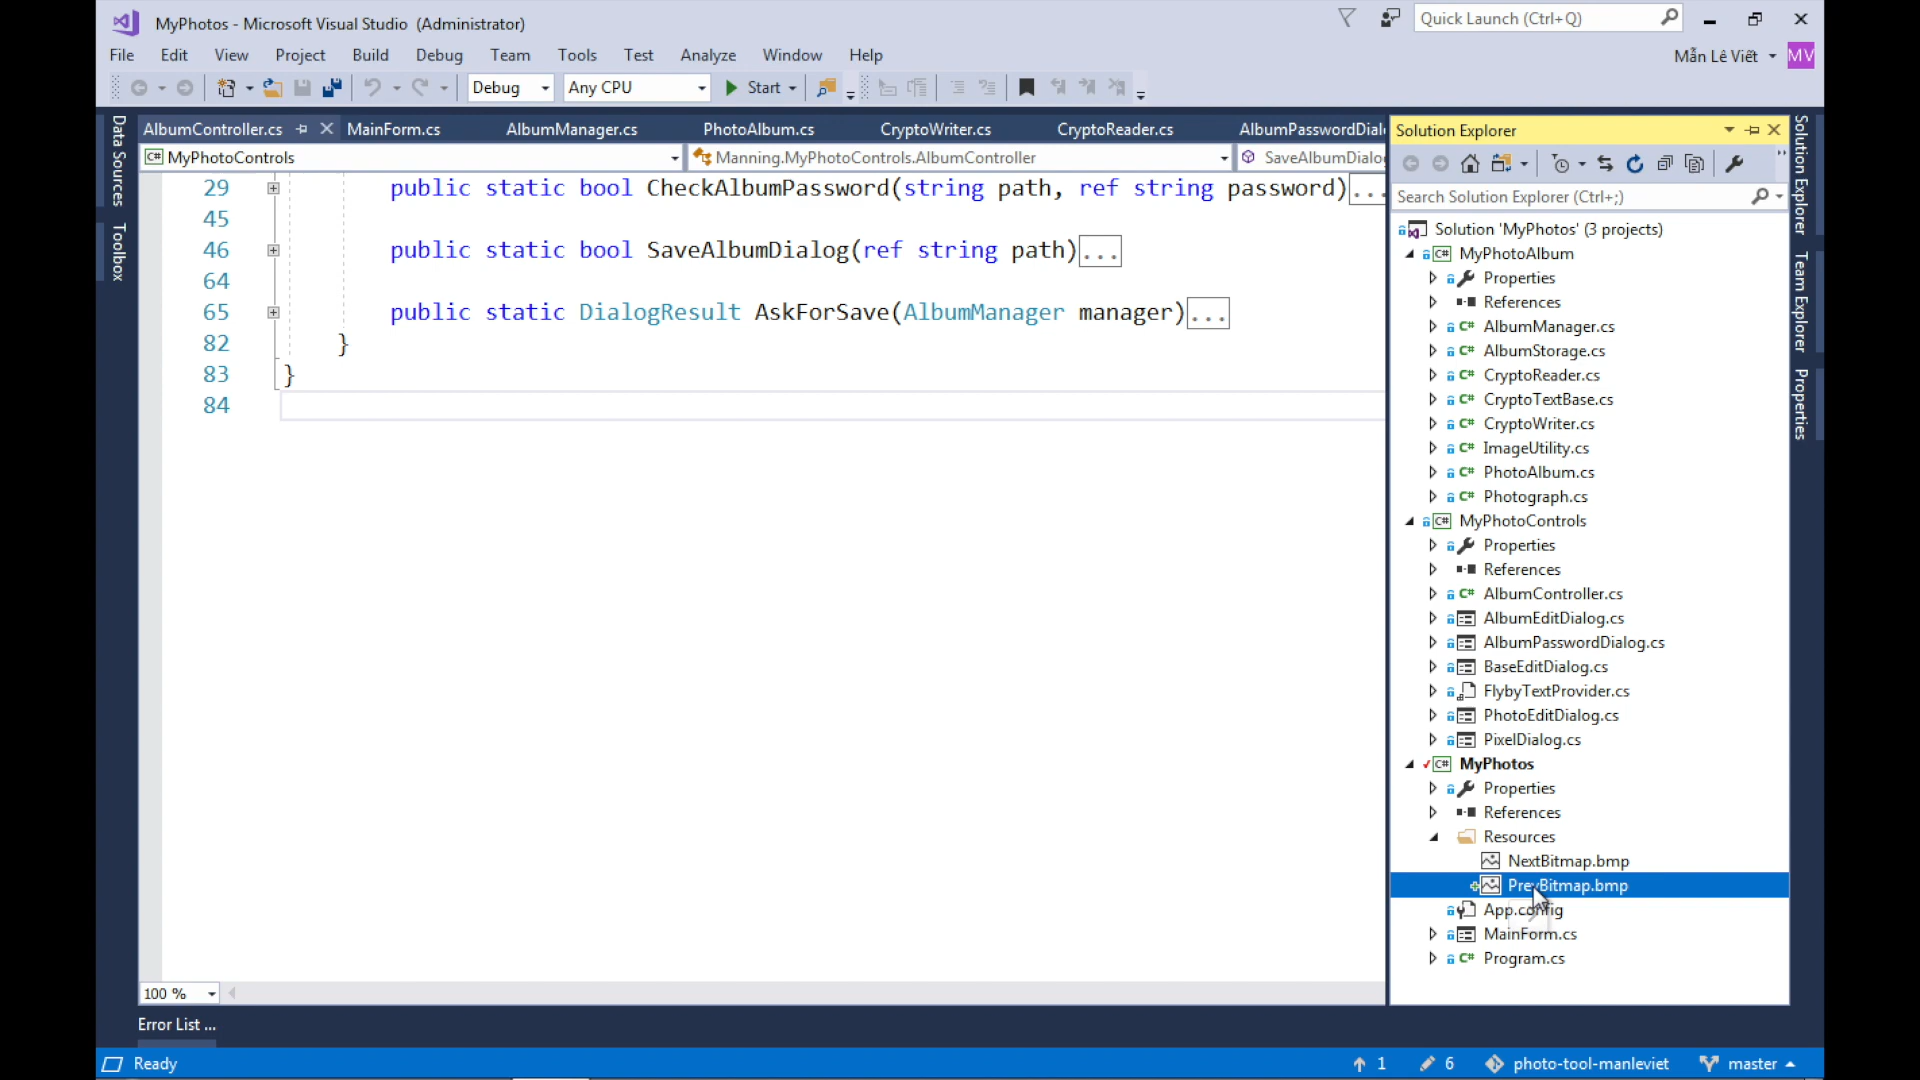 MyPhotos - Microsoft Visual Studio (Administrator)
Quick Launch (Ctrl+Q)
File Edit View Project Build Debug Team Tools Test Analyze Window Help
Mẫn Lê Viết MV
Debug Any CPU Start
Data Sources
Toolbox
AlbumController.cs MainForm.cs AlbumManager.cs PhotoAlbum.cs CryptoWriter.cs CryptoReader.cs AlbumPasswordDial
C# MyPhotoControls Manning.MyPhotoControls.AlbumController SaveAlbumDialo
29 public static bool CheckAlbumPassword(string path, ref string password)...
45
46 public static bool SaveAlbumDialog(ref string path)...
64
65 public static DialogResult AskForSave(AlbumManager manager)...
82 }
83 }
84
100 %
Error List ...
Solution Explorer
Search Solution Explorer (Ctrl+;)
Solution 'MyPhotos' (3 projects)
C# MyPhotoAlbum
Properties
References
C# AlbumManager.cs
C# AlbumStorage.cs
C# CryptoReader.cs
C# CryptoTextBase.cs
C# CryptoWriter.cs
C# ImageUtility.cs
C# PhotoAlbum.cs
C# Photograph.cs
C# MyPhotoControls
Properties
References
C# AlbumController.cs
AlbumEditDialog.cs
AlbumPasswordDialog.cs
BaseEditDialog.cs
FlybyTextProvider.cs
PhotoEditDialog.cs
PixelDialog.cs
C# MyPhotos
Properties
References
Resources
NextBitmap.bmp
PrevBitmap.bmp
App.config
MainForm.cs
C# Program.cs
Solution Explorer
Team Explorer
Properties
Ready 1 6 photo-tool-manleviet master